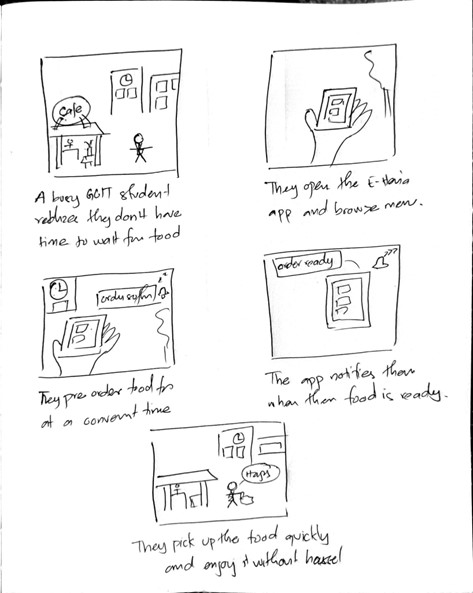 Cafe
A busy GCIT student
realizes they don't have
time to wait for food
They open the E-
app and browse menu.
order
They pre order food for
at a convenient time
order ready
The app notifies them
when their food is ready.
Happy
They pick up the food quickly
and enjoy it without hassel